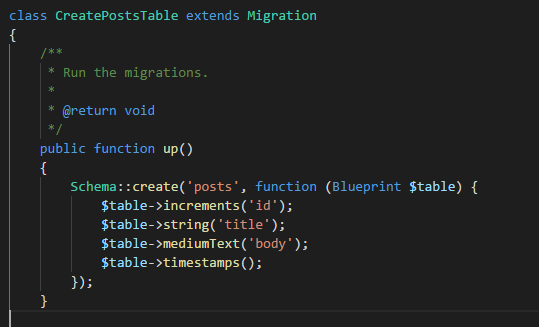 class CreatePostsTable extends Migration
{
    /**
     * Run the migrations.
     *
     * @return void
     */
    public function up()
    {
        Schema::create('posts', function (Blueprint $table) {
            $table->increments('id');
            $table->string('title');
            $table->mediumText('body');
            $table->timestamps();
        });
    }